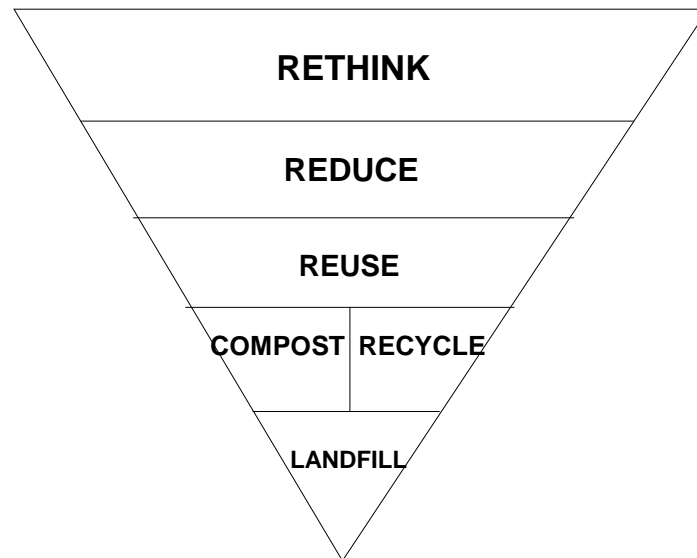 RETHINK
REDUCE
REUSE
COMPOST RECYCLE
LANDFILL